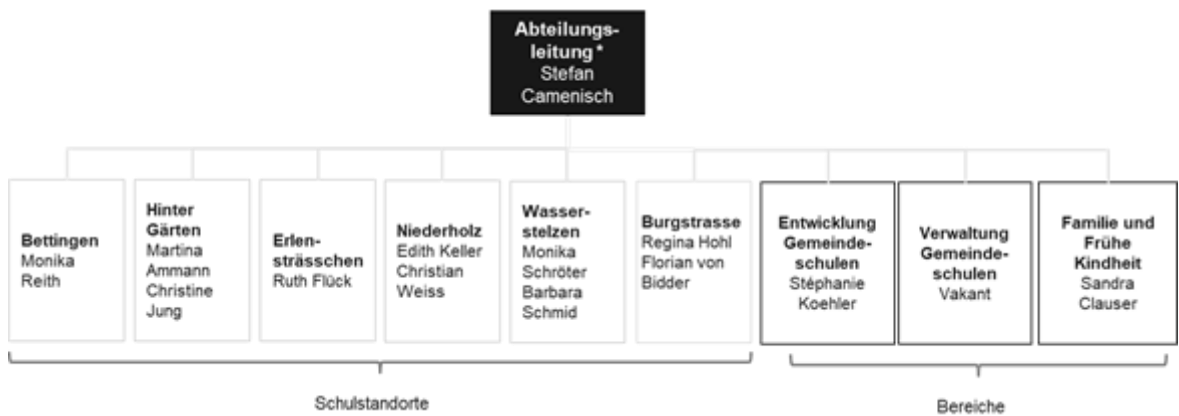 Abteilungs-
leitung *
Stefan
Camenisch
Bettingen
Monika
Reith
Hinter
Gärten
Martina
Ammann
Christine
Jung
Erlen-
strässchen
Ruth Flück
Niederholz
Edith Keller
Christian
Weiss
Wasser-
stelzen
Monika
Schröter
Barbara
Schmid
Burgstrasse
Regina Hohl
Florian von
Bidder
Entwicklung
Gemeinde-
schulen
Stéphanie
Koehler
Verwaltung
Gemeinde-
schulen
Vakant
Familie und
Frühe
Kindheit
Sandra
Clauser
Schulstandorte
Bereiche